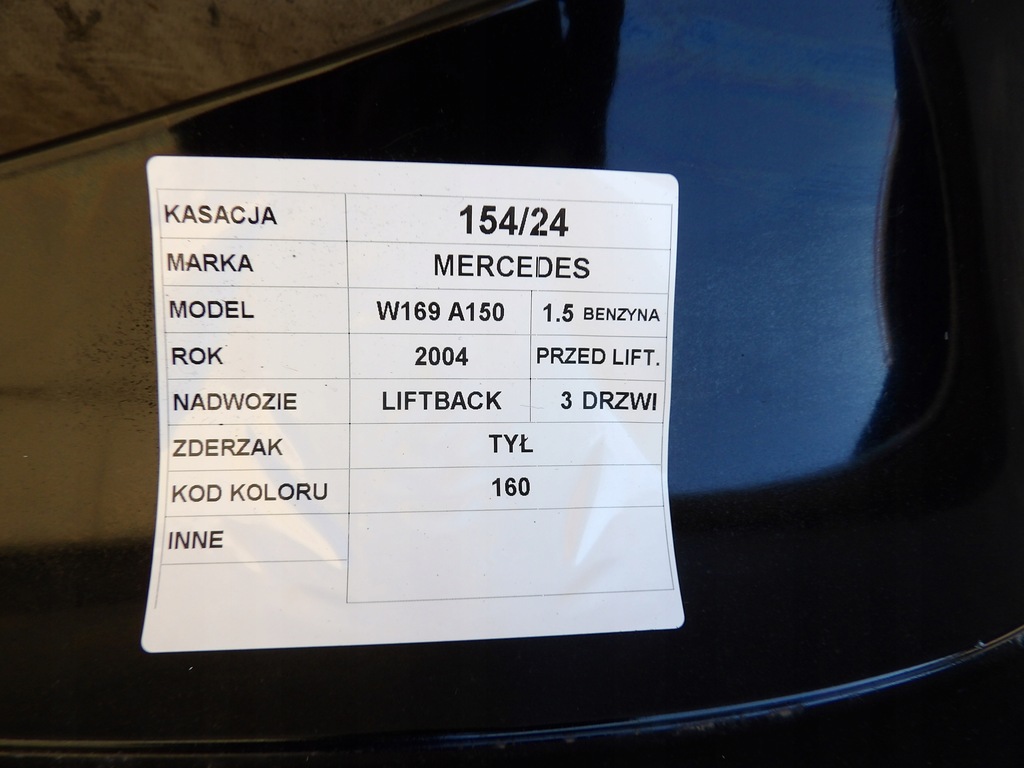 KASACJA 154/24
MARKA MERCEDES
MODEL W169 A150 1.5 BENZYNA
ROK 2004 PRZED LIFT.
NADWOZIE LIFTBACK 3 DRZWI
ZDERZAK TYŁ
KOD KOLORU 160
INNE